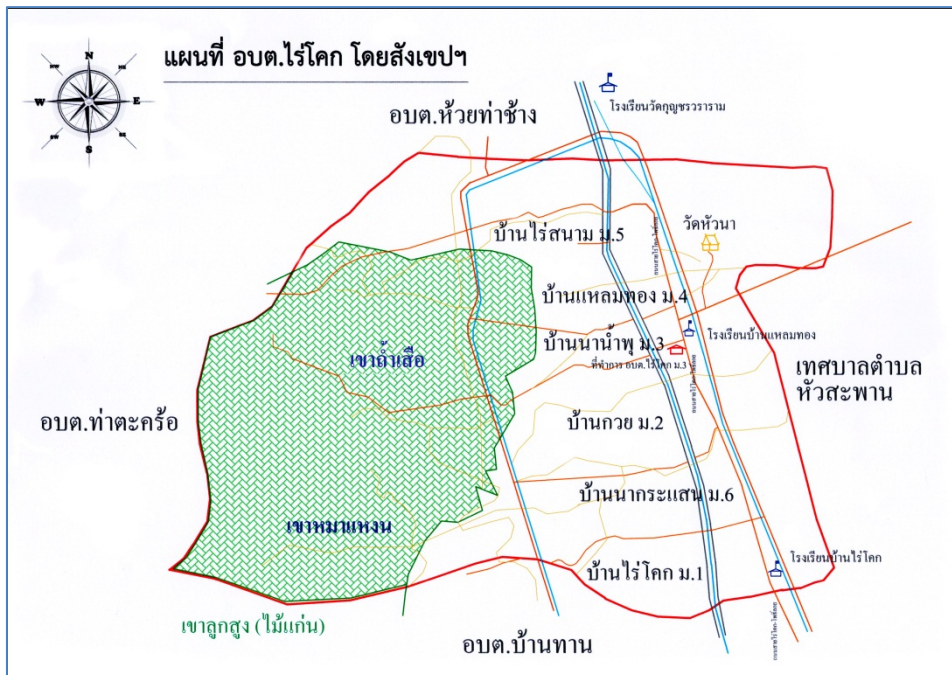 แผนที่ อบต.ไร่โคก โดยสังเขปฯ
N
NW
NE
W
E
SW
S
โรงเรียนวัดกุญชรวราราม
อบต.ห้วยท่าช้าง
วัดหัวนา
บ้านไร่สนาม ม.5
บ้านแหลมทอง ม.4
โรงเรียนบ้านแหลมทอง
บ้านนาน้ำพุ ม.3
เขาถ้ำเสือ
ที่ทำการ อบต.ไร่โคก ม.3
เทศบาลตำบล
หัวสะพาน
อบต.ท่าตะคร้อ
บ้านกวย ม.2
บ้านนากระแสน ม.6
เขาหมาแหงน
โรงเรียนบ้านไร่โคก
บ้านไร่โคก ม.1
เขาลูกสูง (ไม้แก่น)
อบต.บ้านทาน